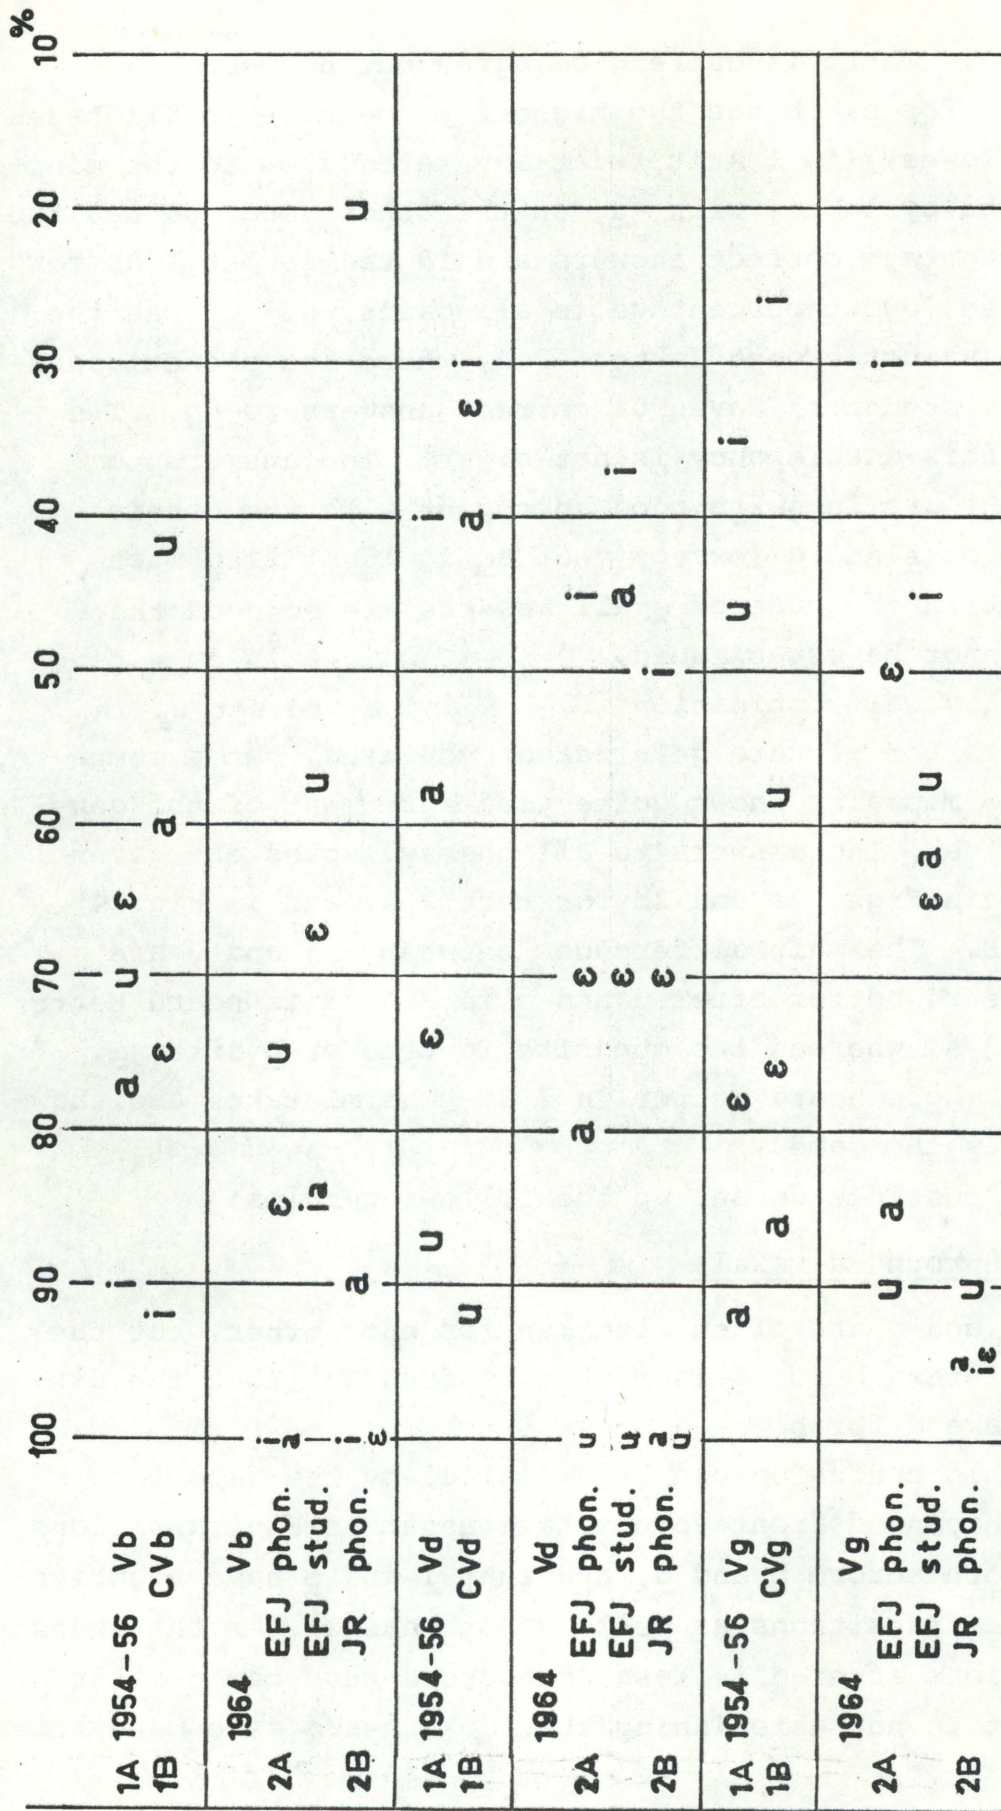 100 90 80 70 60 50 40 30 20 10 %
1A 1954-56 Vb i a u ε
1B CVb i ε a u
1964 Vb
2A EFJ phon. i a ε u
EFJ stud. i a ε u
2B JR phon. i ε a u
1A 1954-56 Vd u ε a i
1B CVd u a ε i
1964 Vd
2A EFJ phon. u a ε i
EFJ stud. u ε a i
2B JR phon. a u ε i
1A 1954-56 Vg a ε u i
1B CVg a ε u i
1964 Vg
2A EFJ phon. u a ε i
EFJ stud. ε a u i
2B JR phon. a i ε u